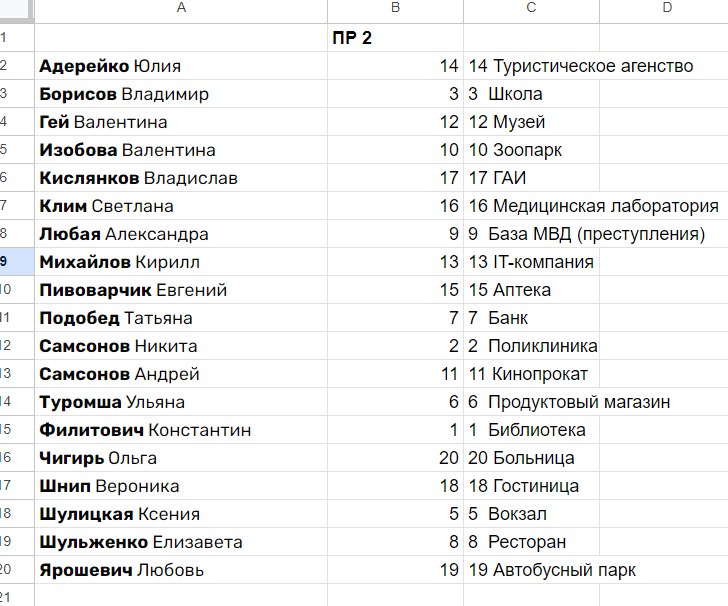 A B C D
1 ПР 2
2 Адерейко Юлия 14 14 Туристическое агенство
3 Борисов Владимир 3 3 Школа
4 Гей Валентина 12 12 Музей
5 Изобова Валентина 10 10 Зоопарк
6 Кислянков Владислав 17 17 ГАИ
7 Клим Светлана 16 16 Медицинская лаборатория
8 Любая Александра 9 9 База МВД (преступления)
9 Михайлов Кирилл 13 13 IT-компания
10 Пивоварчик Евгений 15 15 Аптека
11 Подобед Татьяна 7 7 Банк
12 Самсонов Никита 2 2 Поликлиника
13 Самсонов Андрей 11 11 Кинопрокат
14 Туромша Ульяна 6 6 Продуктовый магазин
15 Филитович Константин 1 1 Библиотека
16 Чигирь Ольга 20 20 Больница
17 Шнип Вероника 18 18 Гостиница
18 Шулицкая Ксения 5 5 Вокзал
19 Шульженко Елизавета 8 8 Ресторан
20 Ярошевич Любовь 19 19 Автобусный парк
21